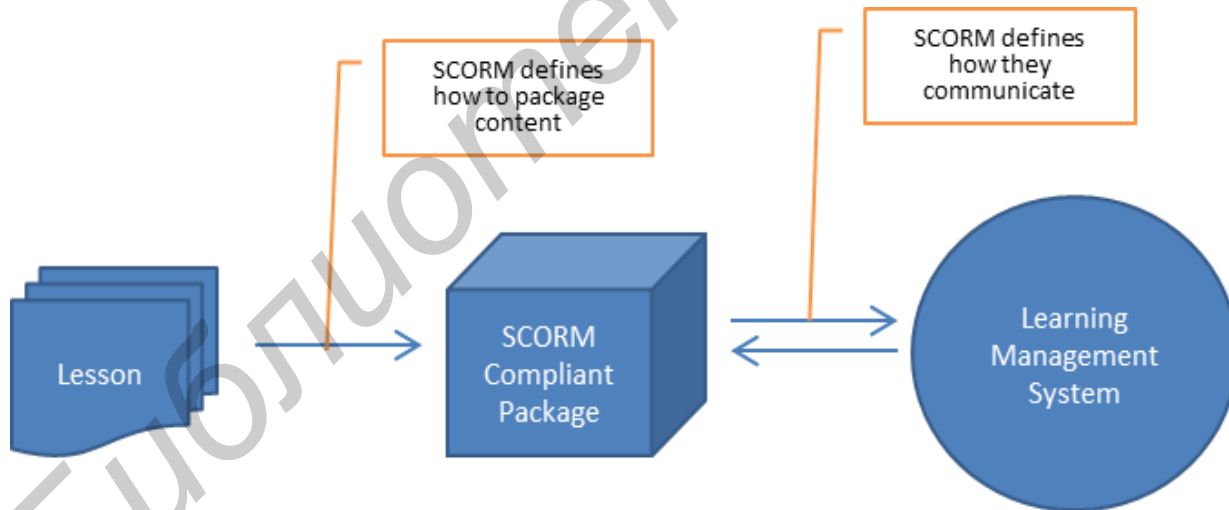 SCORM defines
how to package
content
SCORM defines
how they
communicate
Lesson
SCORM
Compliant
Package
Learning
Management
System